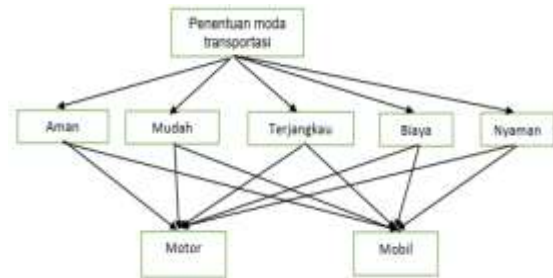 Penentuan moda
transportasi
Aman
Mudah
Terjangkau
Biaya
Nyaman
Motor
Mobil